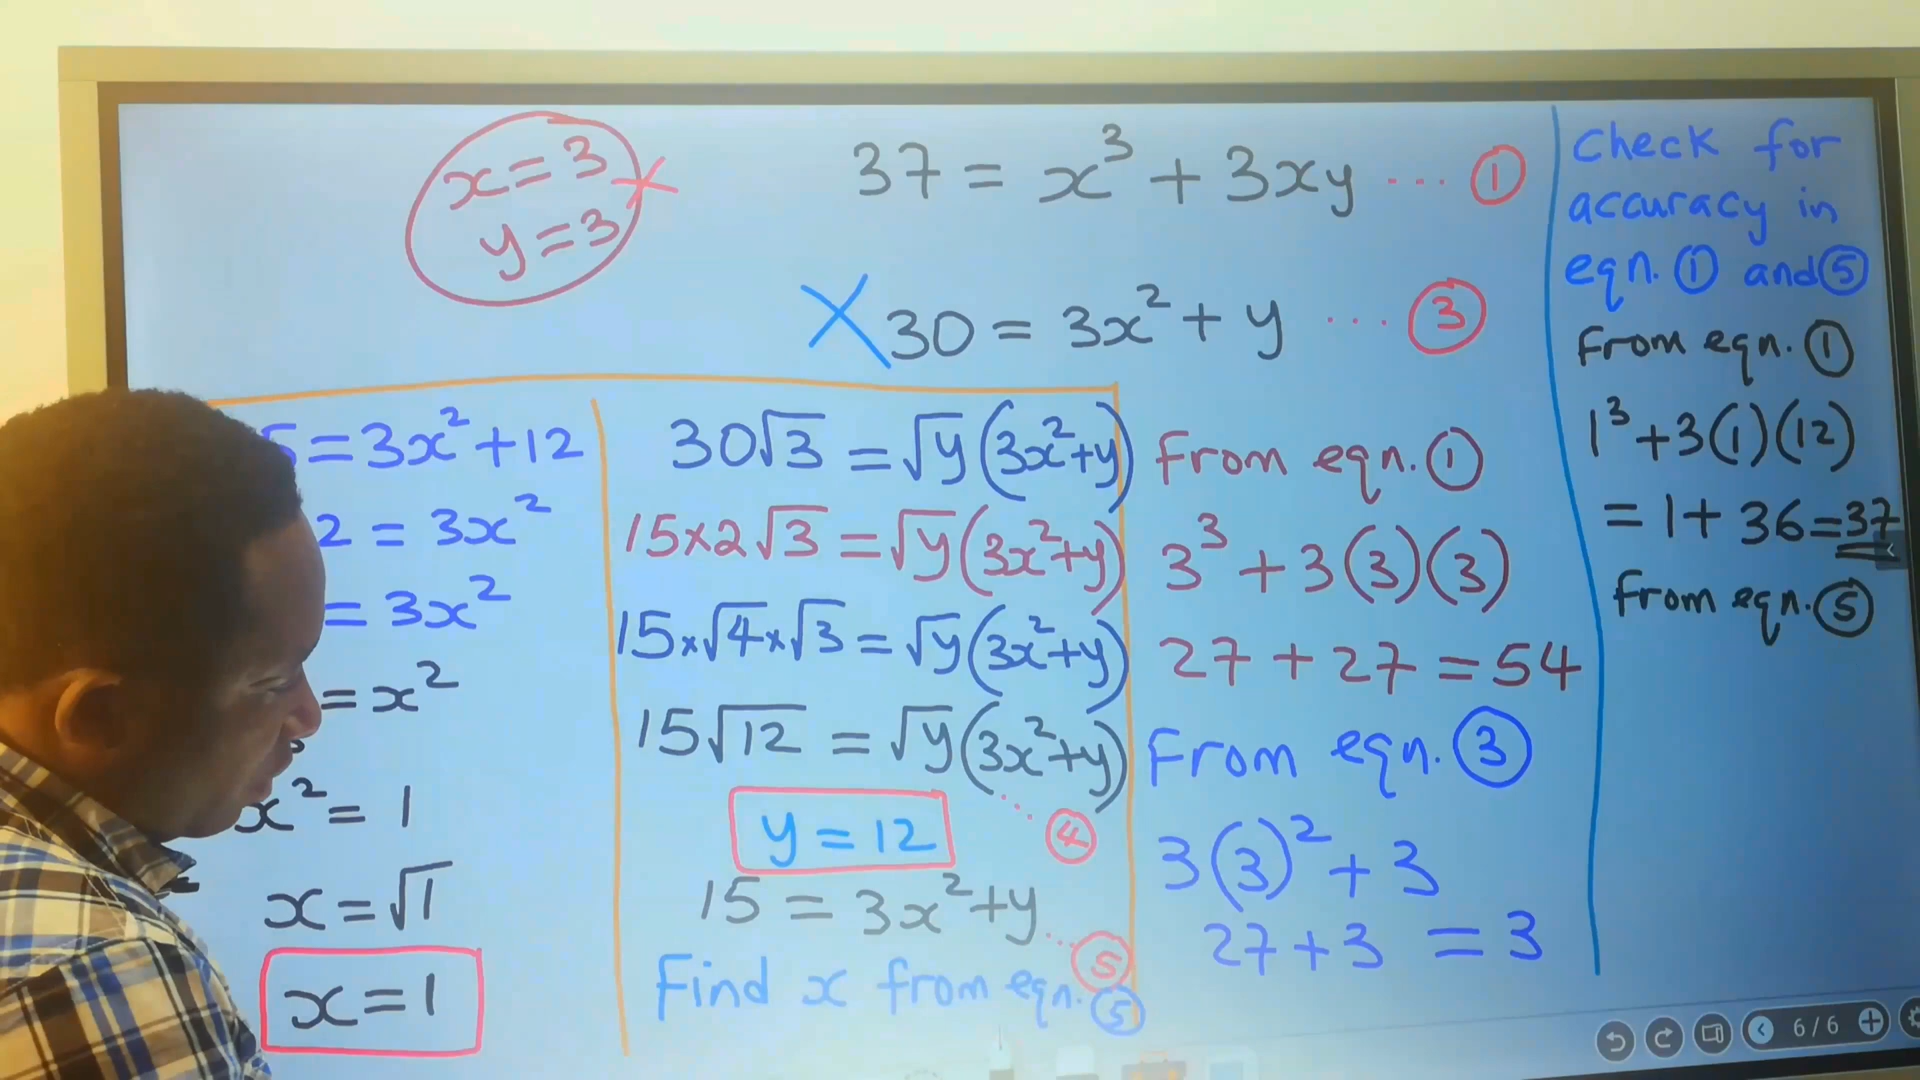 x = 3
y = 3
37 = x³ + 3xy ... ①
30 = 3x² + y ... ③
5 = 3x² + 12
2 = 3x²
= 3x²
= x²
x² = 1
x = √1
x = 1
30√3 = √y(3x²+y)
15×2√3 = √y(3x²+y)
15×√4×√3 = √y(3x²+y)
15√12 = √y(3x²+y)
... ④
y = 12
15 = 3x²+y ... ⑤
Find x from eqn. ⑤
From eqn. ①
3³ + 3(3)(3)
27 + 27 = 54
From eqn. ③
3(3)² + 3
27 + 3 = 3
Check for
accuracy in
eqn. ① and ⑤
From eqn. ①
1³ + 3(1)(12)
= 1 + 36 = 37
From eqn. ⑤
6/6